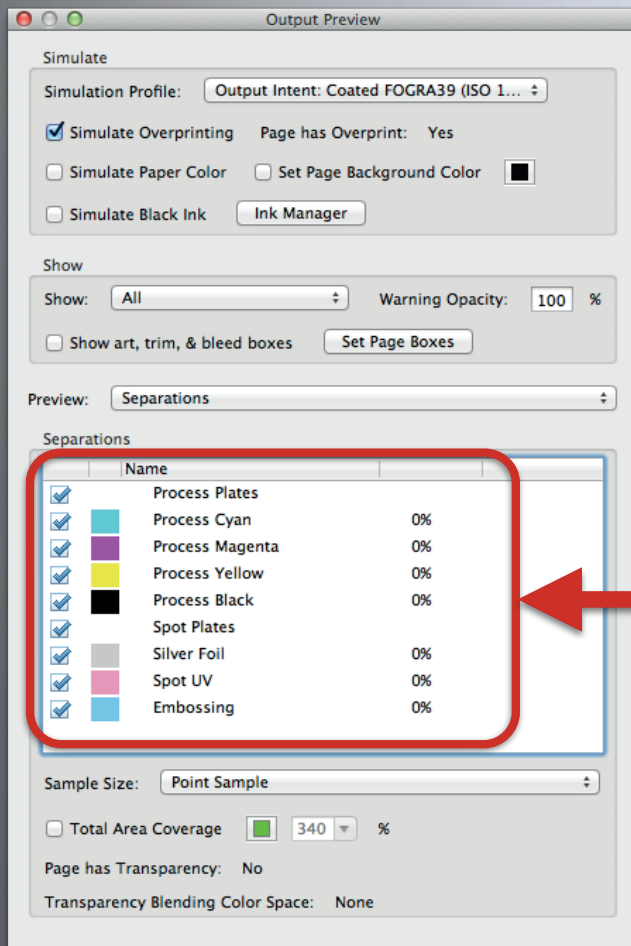 Output Preview
Simulate
Simulation Profile: Output Intent: Coated FOGRA39 (ISO 1...
Simulate Overprinting Page has Overprint: Yes
Simulate Paper Color Set Page Background Color
Simulate Black Ink Ink Manager
Show
Show: All Warning Opacity: 100 %
Show art, trim, & bleed boxes Set Page Boxes
Preview: Separations
Separations
Name
Process Plates
Process Cyan 0%
Process Magenta 0%
Process Yellow 0%
Process Black 0%
Spot Plates
Silver Foil 0%
Spot UV 0%
Embossing 0%
Sample Size: Point Sample
Total Area Coverage 340 %
Page has Transparency: No
Transparency Blending Color Space: None